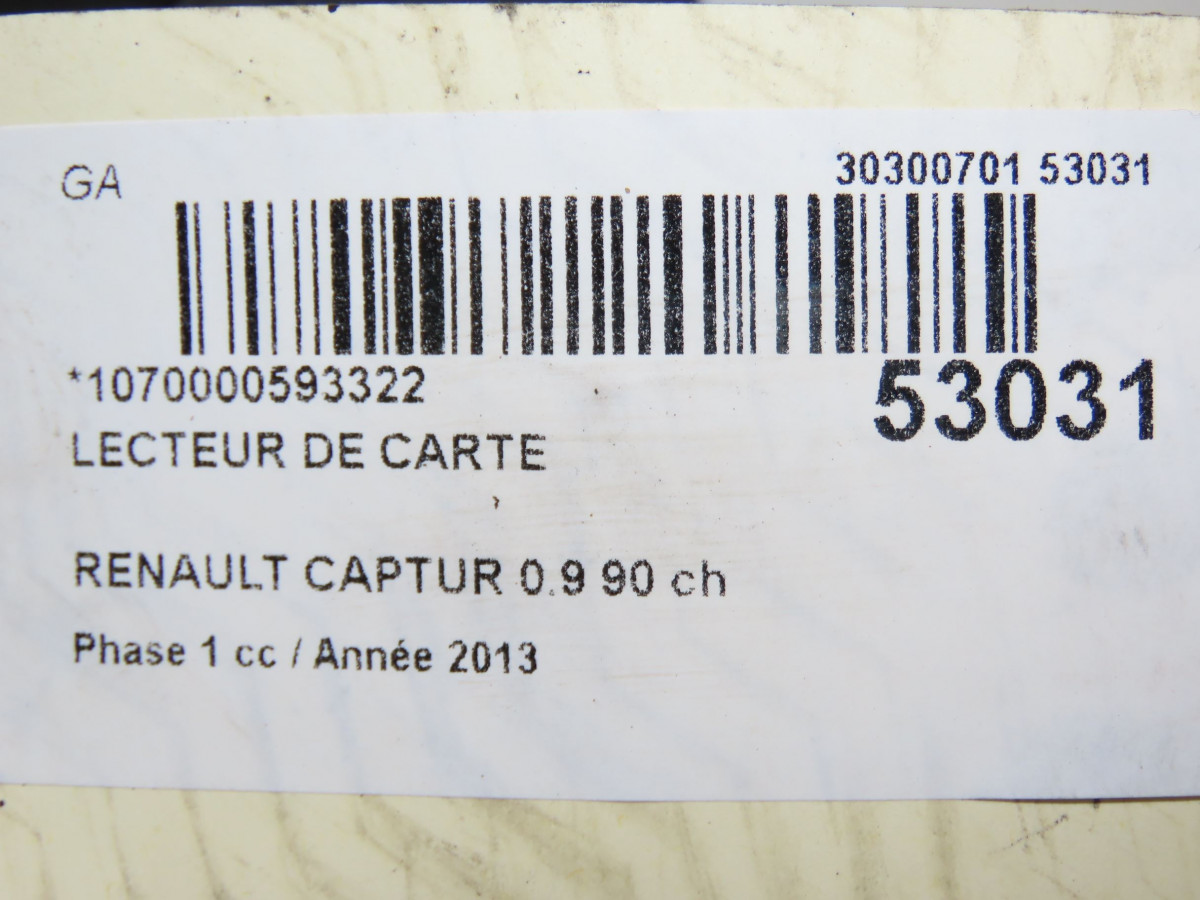 GA
30300701 53031
*1070000593322
53031
LECTEUR DE CARTE
RENAULT CAPTUR 0.9 90 ch
Phase 1 cc / Année 2013